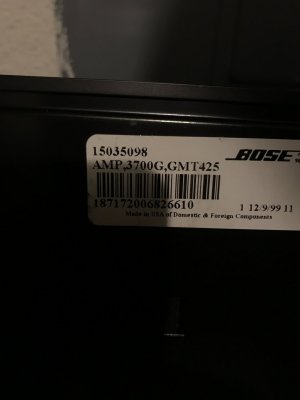 15035098
AMP,3700G,GMT425
BOSE
187172006826610
1 12/9/99 11
Made in USA of Domestic & Foreign Components